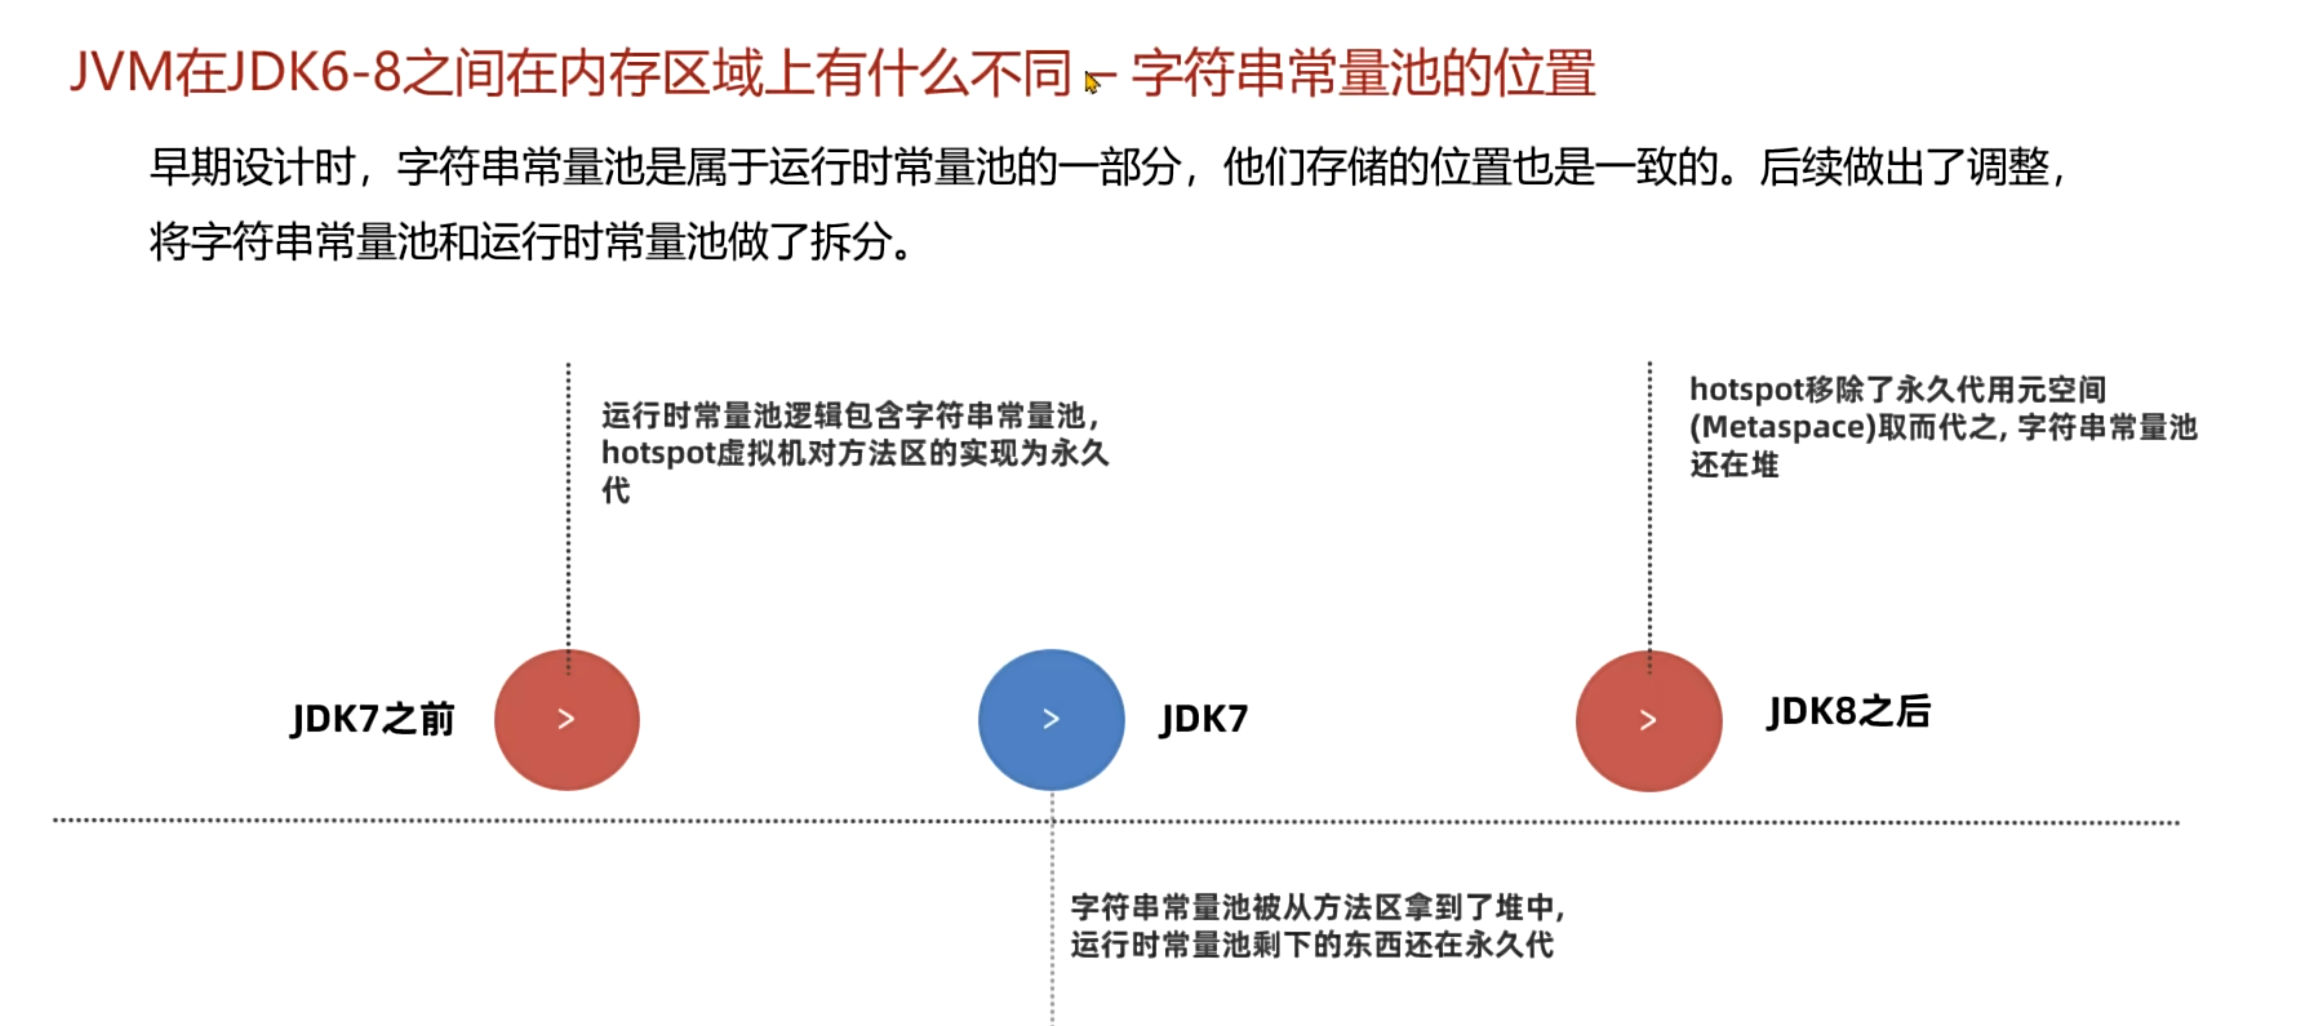 JVM在JDK6-8之间在内存区域上有什么不同 – 字符串常量池的位置
早期设计时，字符串常量池是属于运行时常量池的一部分，他们存储的位置也是一致的。后续做出了调整，
将字符串常量池和运行时常量池做了拆分。
运行时常量池逻辑包含字符串常量池，
hotspot虚拟机对方法区的实现为永久
代
hotspot移除了永久代用元空间
(Metaspace)取而代之, 字符串常量池
还在堆
JDK7之前
>
>
JDK7
>
JDK8之后
字符串常量池被从方法区拿到了堆中,
运行时常量池剩下的东西还在永久代